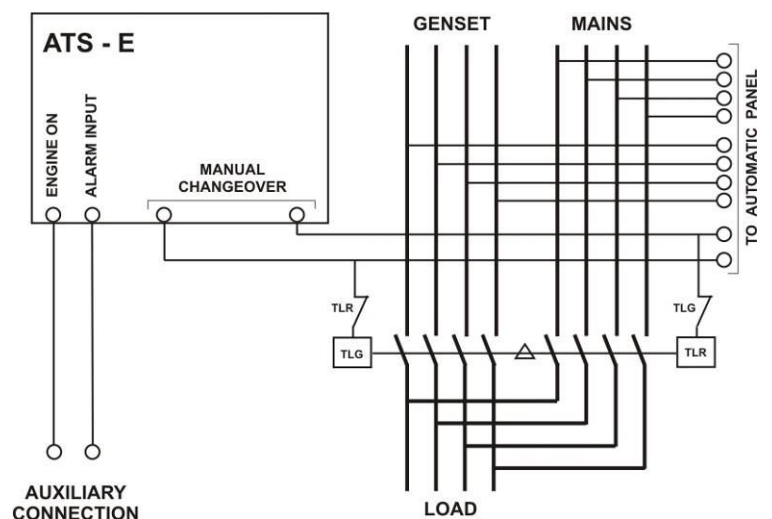 ATS - E
ENGINE ON
ALARM INPUT
MANUAL
CHANGEOVER
GENSET
MAINS
TO AUTOMATIC PANEL
TLR
TLG
TLG
TLR
AUXILIARY
CONNECTION
LOAD